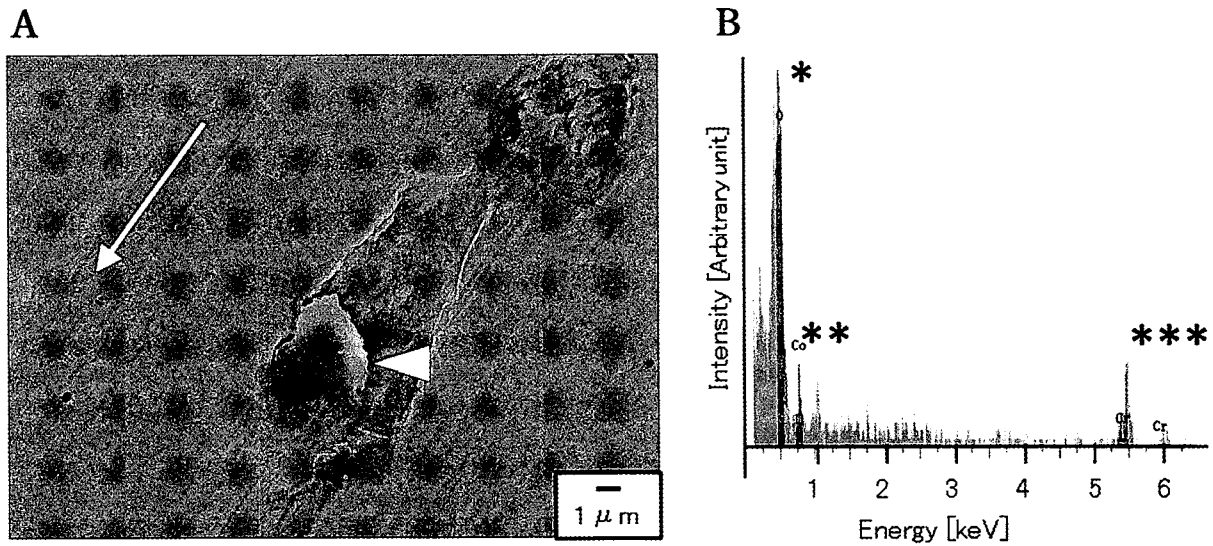 A
B
1 μm
Intensity [Arbitrary unit]
*
O
Co
**
***
Cr
Cr
1 2 3 4 5 6
Energy [keV]